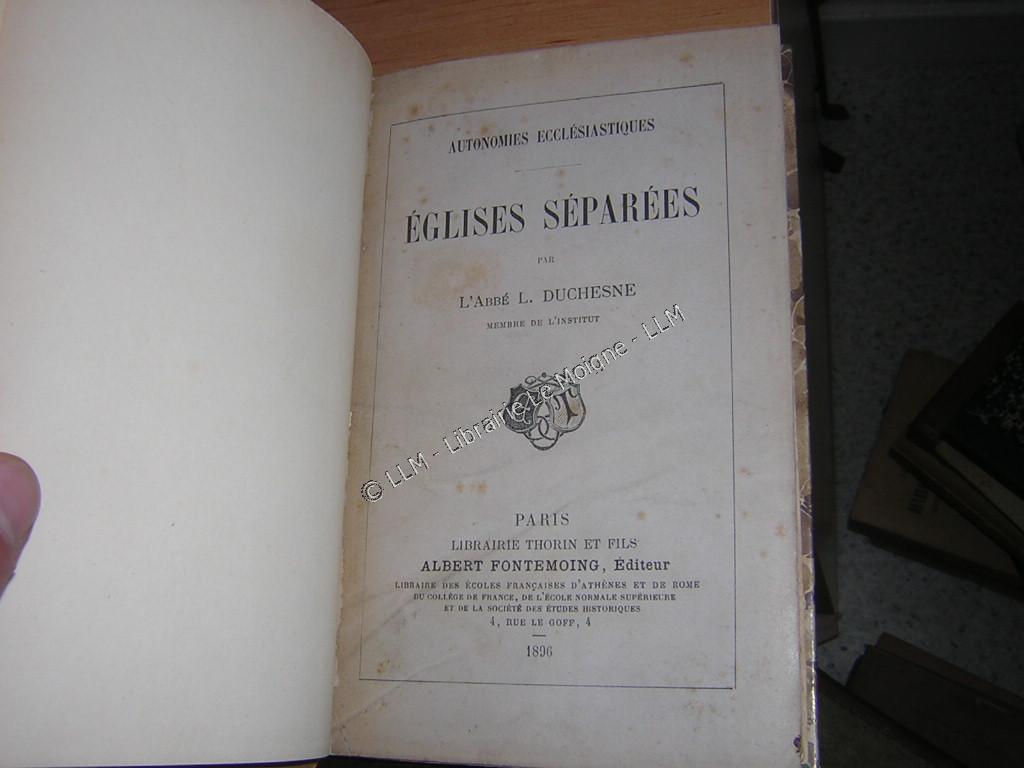 AUTONOMIES ECCLÉSIASTIQUES
ÉGLISES SÉPARÉES
PAR
L'ABBÉ L. DUCHESNE
MEMBRE DE L'INSTITUT
© LLM - Librairie Le Moigne - LLM
PARIS
LIBRAIRIE THORIN ET FILS
ALBERT FONTEMOING, Éditeur
LIBRAIRE DES ÉCOLES FRANÇAISES D'ATHÈNES ET DE ROME
DU COLLÈGE DE FRANCE, DE L'ÉCOLE NORMALE SUPÉRIEURE
ET DE LA SOCIÉTÉ DES ÉTUDES HISTORIQUES
4, RUE LE GOFF, 4
1896